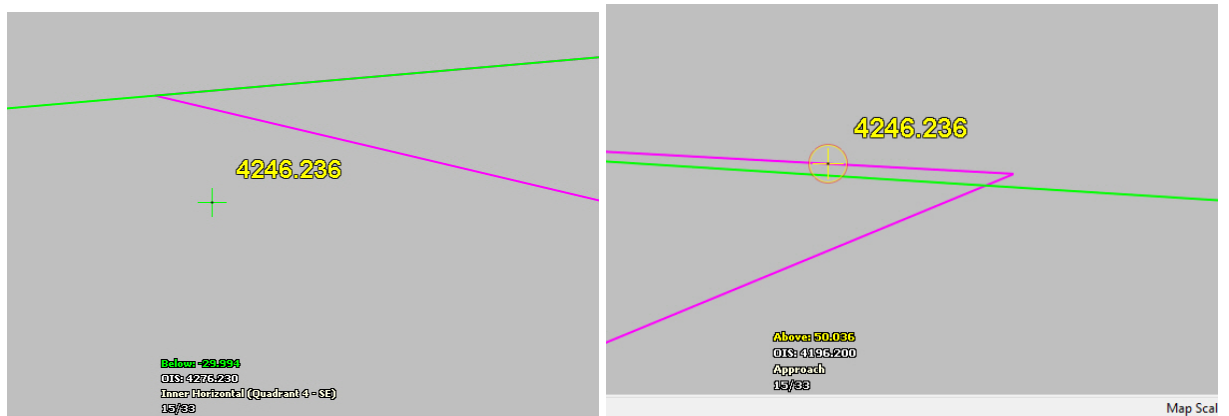 4246.236
Below: -29.994
OIS: 4276.230
Inner Horizontal (Quadrant 4 - SE)
15/33
4246.236
Above: 50.036
OIS: 4196.200
Approach
15/33
Map Scal